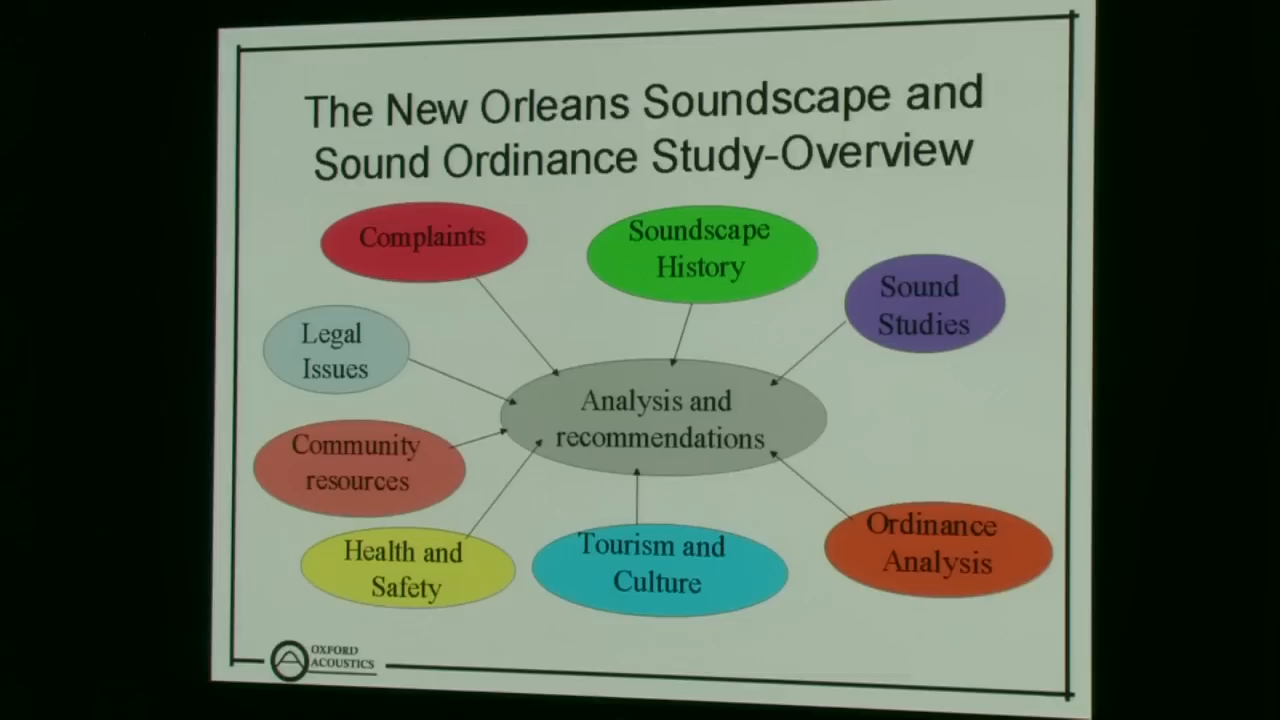 The New Orleans Soundscape and
Sound Ordinance Study-Overview
Complaints
Soundscape
History
Sound
Studies
Legal
Issues
Analysis and
recommendations
Community
resources
Ordinance
Analysis
Health and
Safety
Tourism and
Culture
OXFORD
ACOUSTICS